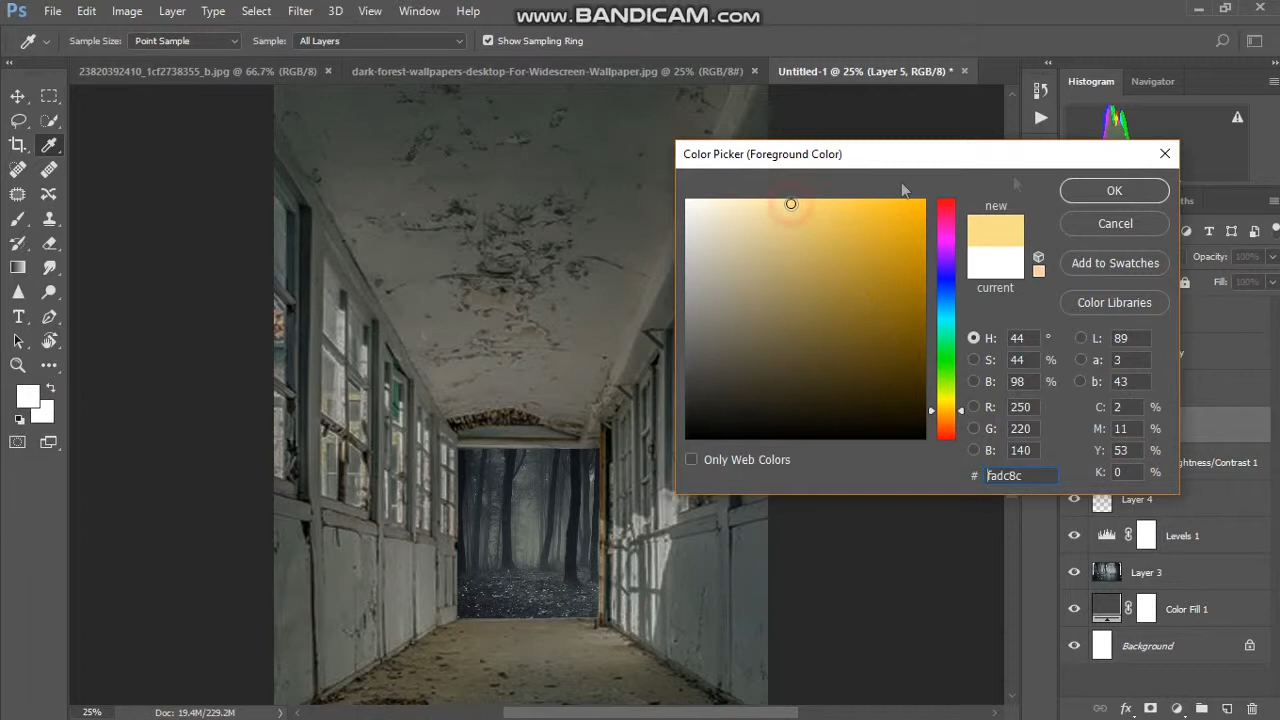 www.BANDICAM.com
Ps File Edit Image Layer Type Select Filter 3D View Window Help
Sample Size: Point Sample Sample: All Layers Show Sampling Ring
23820392410_1cf2738355_b.jpg @ 66.7% (RGB/8) × dark-forest-wallpapers-desktop-For-Widescreen-Wallpaper.jpg @ 25% (RGB/8#) × Untitled-1 @ 25% (Layer 5, RGB/8) * ×
Histogram Navigator
Color Picker (Foreground Color)
OK
new
Cancel
Add to Swatches
current
Color Libraries
Opacity: 100%
Fill: 100%
H: 44 ° L: 89
S: 44 % a: 3
B: 98 % b: 43
R: 250 C: 2 %
G: 220 M: 11 %
B: 140 Y: 53 %
# fadc8c K: 0 %
Only Web Colors
htness/Contrast 1
Layer 4
Levels 1
Layer 3
Color Fill 1
Background
25% Doc: 19.4M/229.2M